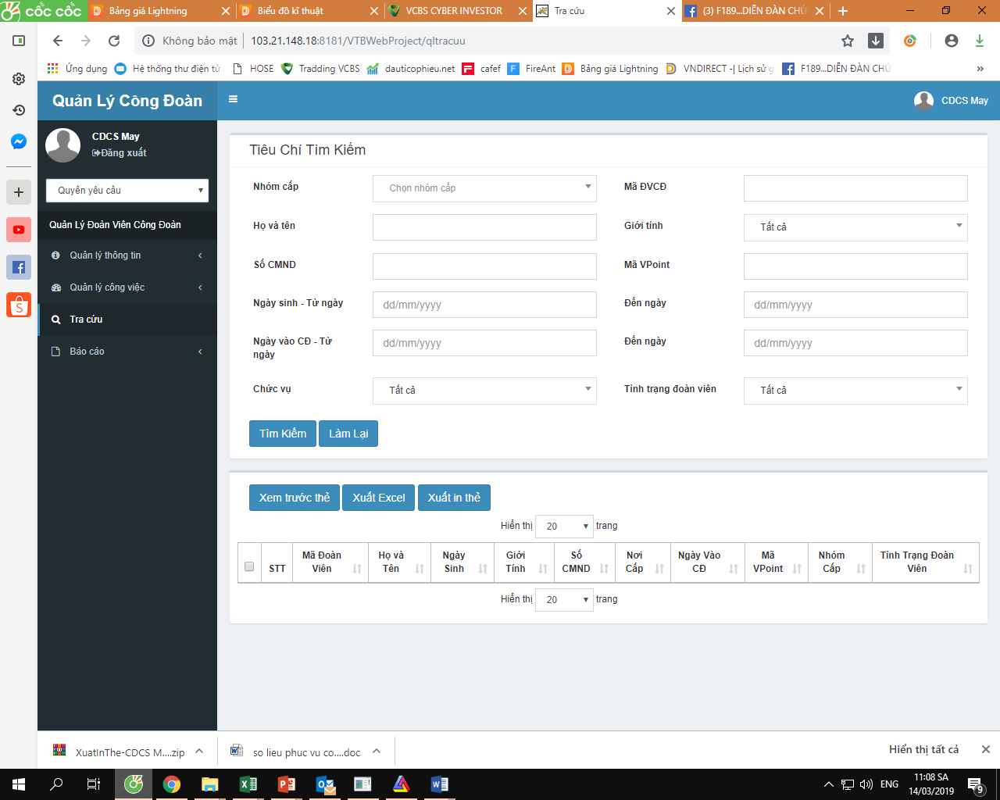 cốc cốc
Bảng giá Lightning
Biểu đồ kĩ thuật
VCBS CYBER INVESTOR
Tra cứu
(3) F189...DIỄN ĐÀN CHỨ
Không bảo mật
103.21.148.18:8181/VTBWebProject/qltracuu
Ứng dụng
Hệ thống thư điện tử
HOSE
Tradding VCBS
dauticophieu.net
cafef
FireAnt
Bảng giá Lightning
VNDIRECT -| Lịch sử g
F189...DIỄN ĐÀN CHỨ
»
Quản Lý Công Đoàn
CDCS May
CDCS May
Đăng xuất
Quyền yêu cầu
Quản Lý Đoàn Viên Công Đoàn
Quản lý thông tin
Quản lý công việc
Tra cứu
Báo cáo
Tiêu Chí Tìm Kiếm
Nhóm cấp
Chọn nhóm cấp
Mã ĐVCĐ
Họ và tên
Giới tính
Tất cả
Số CMND
Mã VPoint
Ngày sinh - Từ ngày
dd/mm/yyyy
Đến ngày
dd/mm/yyyy
Ngày vào CĐ - Từ
ngày
dd/mm/yyyy
Đến ngày
dd/mm/yyyy
Chức vụ
Tất cả
Tình trạng đoàn viên
Tất cả
Tìm Kiếm
Làm Lại
Xem trước thẻ
Xuất Excel
Xuất in thẻ
Hiển thị 20 trang
STT
Mã Đoàn
Viên
Họ và
Tên
Ngày
Sinh
Giới
Tính
Số
CMND
Nơi
Cấp
Ngày Vào
CĐ
Mã
VPoint
Nhóm
Cấp
Tình Trạng Đoàn
Viên
Hiển thị 20 trang
XuatInThe-CDCS M....zip
so lieu phuc vu co....doc
Hiển thị tất cả
ENG
11:08 SA
14/03/2019
9